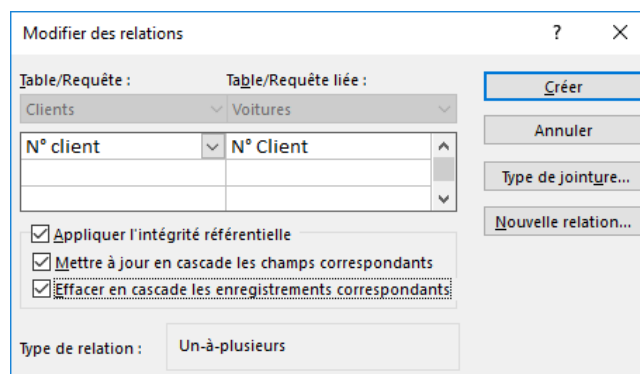 Modifier des relations
?
Table/Requête :
Table/Requête liée :
Clients
Voitures
N° client
N° Client
Appliquer l'intégrité référentielle
Mettre à jour en cascade les champs correspondants
Effacer en cascade les enregistrements correspondants
Type de relation :
Un-à-plusieurs
Créer
Annuler
Type de jointure...
Nouvelle relation...